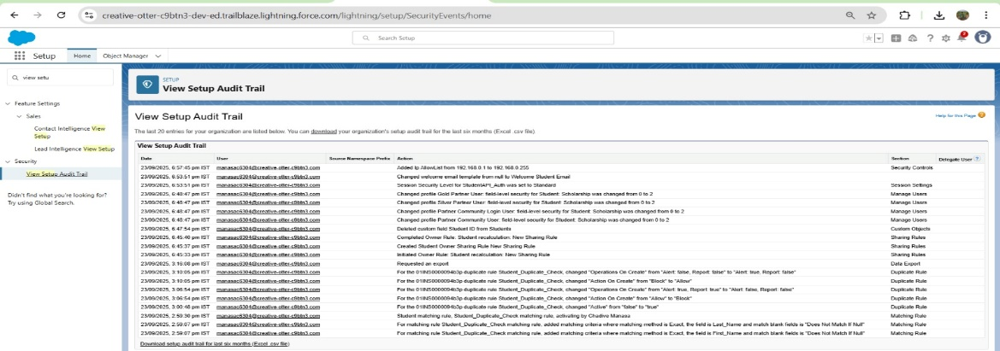 creative-otter-c9btn3-dev-ed.trailblaze.lightning.force.com/lightning/setup/SecurityEvents/home
Search Setup
Setup Home Object Manager
view setu
Feature Settings
Sales
Contact Intelligence View
Setup
Lead Intelligence View Setup
Security
View Setup Audit Trail
Didn't find what you're looking for?
Try using Global Search.
SETUP
View Setup Audit Trail
View Setup Audit Trail
Help for this Page
The last 20 entries for your organization are listed below. You can download your organization's setup audit trail for the last six months (Excel .csv file).
View Setup Audit Trail
Date User Source Namespace Prefix Action Section Delegate User
23/09/2025, 6:57:45 pm IST manasac6304@creative-otter-c9btn3.com Added Ip AllowList from 192.168.0.1 to 192.168.0.255 Security Controls
23/09/2025, 6:53:51 pm IST manasac6304@creative-otter-c9btn3.com Changed welcome email template from null to Welcome Student Email
23/09/2025, 6:53:51 pm IST manasac6304@creative-otter-c9btn3.com Session Security Level for StudentAPI_Auth was set to Standard Session Settings
23/09/2025, 6:48:47 pm IST manasac6304@creative-otter-c9btn3.com Changed profile Gold Partner User: field-level security for Student: Scholarship was changed from 0 to 2 Manage Users
23/09/2025, 6:48:47 pm IST manasac6304@creative-otter-c9btn3.com Changed profile Silver Partner User: field-level security for Student: Scholarship was changed from 0 to 2 Manage Users
23/09/2025, 6:48:47 pm IST manasac6304@creative-otter-c9btn3.com Changed profile Partner Community Login User: field-level security for Student: Scholarship was changed from 0 to 2 Manage Users
23/09/2025, 6:48:47 pm IST manasac6304@creative-otter-c9btn3.com Changed profile Partner Community User: field-level security for Student: Scholarship was changed from 0 to 2 Manage Users
23/09/2025, 6:47:54 pm IST manasac6304@creative-otter-c9btn3.com Deleted custom field Student ID from Students Custom Objects
23/09/2025, 6:45:40 pm IST manasac6304@creative-otter-c9btn3.com Completed Owner Rule: Student recalculation: New Sharing Rule Sharing Rules
23/09/2025, 6:45:37 pm IST manasac6304@creative-otter-c9btn3.com Created Student Owner Sharing Rule New Sharing Rule Sharing Rules
23/09/2025, 6:45:33 pm IST manasac6304@creative-otter-c9btn3.com Initiated Owner Rule: Student recalculation: New Sharing Rule Sharing Rules
23/09/2025, 3:16:08 pm IST manasac6304@creative-otter-c9btn3.com Requested an export Data Export
23/09/2025, 3:10:05 pm IST manasac6304@creative-otter-c9btn3.com For the 01INS0000094b3p duplicate rule Student_Duplicate_Check, changed "Operations On Create" from "Alert: false, Report: false" to "Alert: true, Report: false" Duplicate Rule
23/09/2025, 3:10:05 pm IST manasac6304@creative-otter-c9btn3.com For the 01INS0000094b3p duplicate rule Student_Duplicate_Check, changed "Action On Create" from "Block" to "Allow" Duplicate Rule
23/09/2025, 3:06:54 pm IST manasac6304@creative-otter-c9btn3.com For the 01INS0000094b3p duplicate rule Student_Duplicate_Check, changed "Operations On Create" from "Alert: true, Report: true" to "Alert: false, Report: false" Duplicate Rule
23/09/2025, 3:06:54 pm IST manasac6304@creative-otter-c9btn3.com For the 01INS0000094b3p duplicate rule Student_Duplicate_Check, changed "Action On Create" from "Allow" to "Block" Duplicate Rule
23/09/2025, 3:00:48 pm IST manasac6304@creative-otter-c9btn3.com For the 01INS0000094b3p duplicate rule Student_Duplicate_Check, changed "Active" from "false" to "true" Duplicate Rule
23/09/2025, 2:59:30 pm IST manasac6304@creative-otter-c9btn3.com Student matching rule, Student_Duplicate_Check matching rule, activating by Chadive Manasa Matching Rule
23/09/2025, 2:59:07 pm IST manasac6304@creative-otter-c9btn3.com For matching rule Student_Duplicate_Check matching rule, added matching criteria where matching method is Exact, the field is Last_Name and match blank fields is "Does Not Match If Null" Matching Rule
23/09/2025, 2:59:07 pm IST manasac6304@creative-otter-c9btn3.com For matching rule Student_Duplicate_Check matching rule, added matching criteria where matching method is Exact, the field is First_Name and match blank fields is "Does Not Match If Null" Matching Rule
Download setup audit trail for last six months (Excel .csv file)